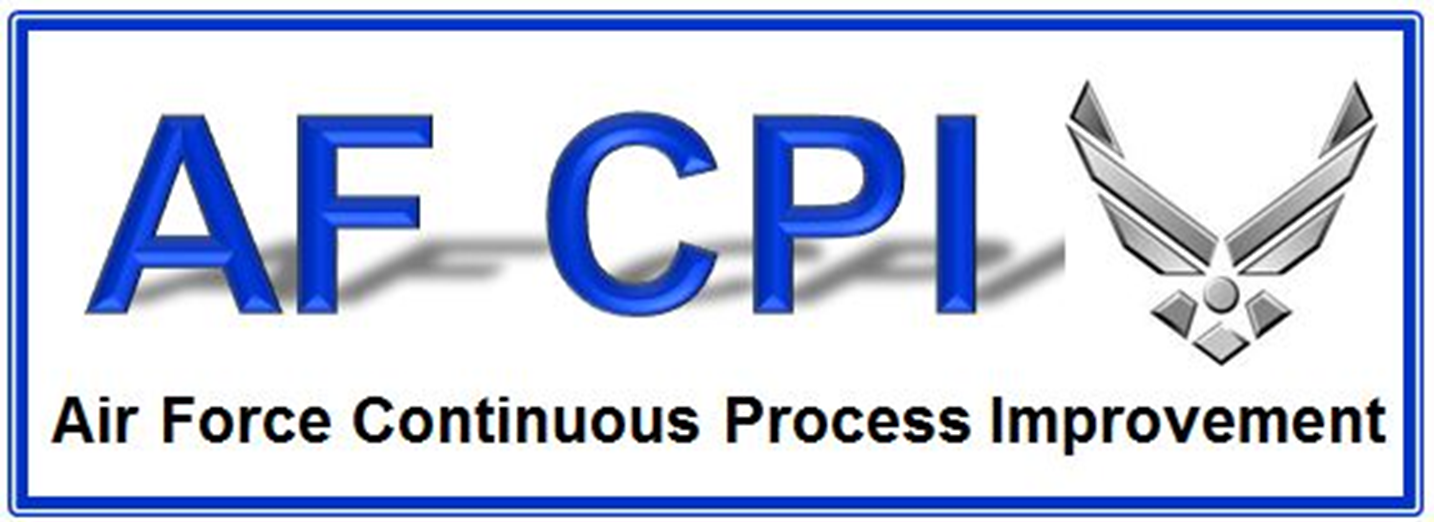 AF CPI
Air Force Continuous Process Improvement